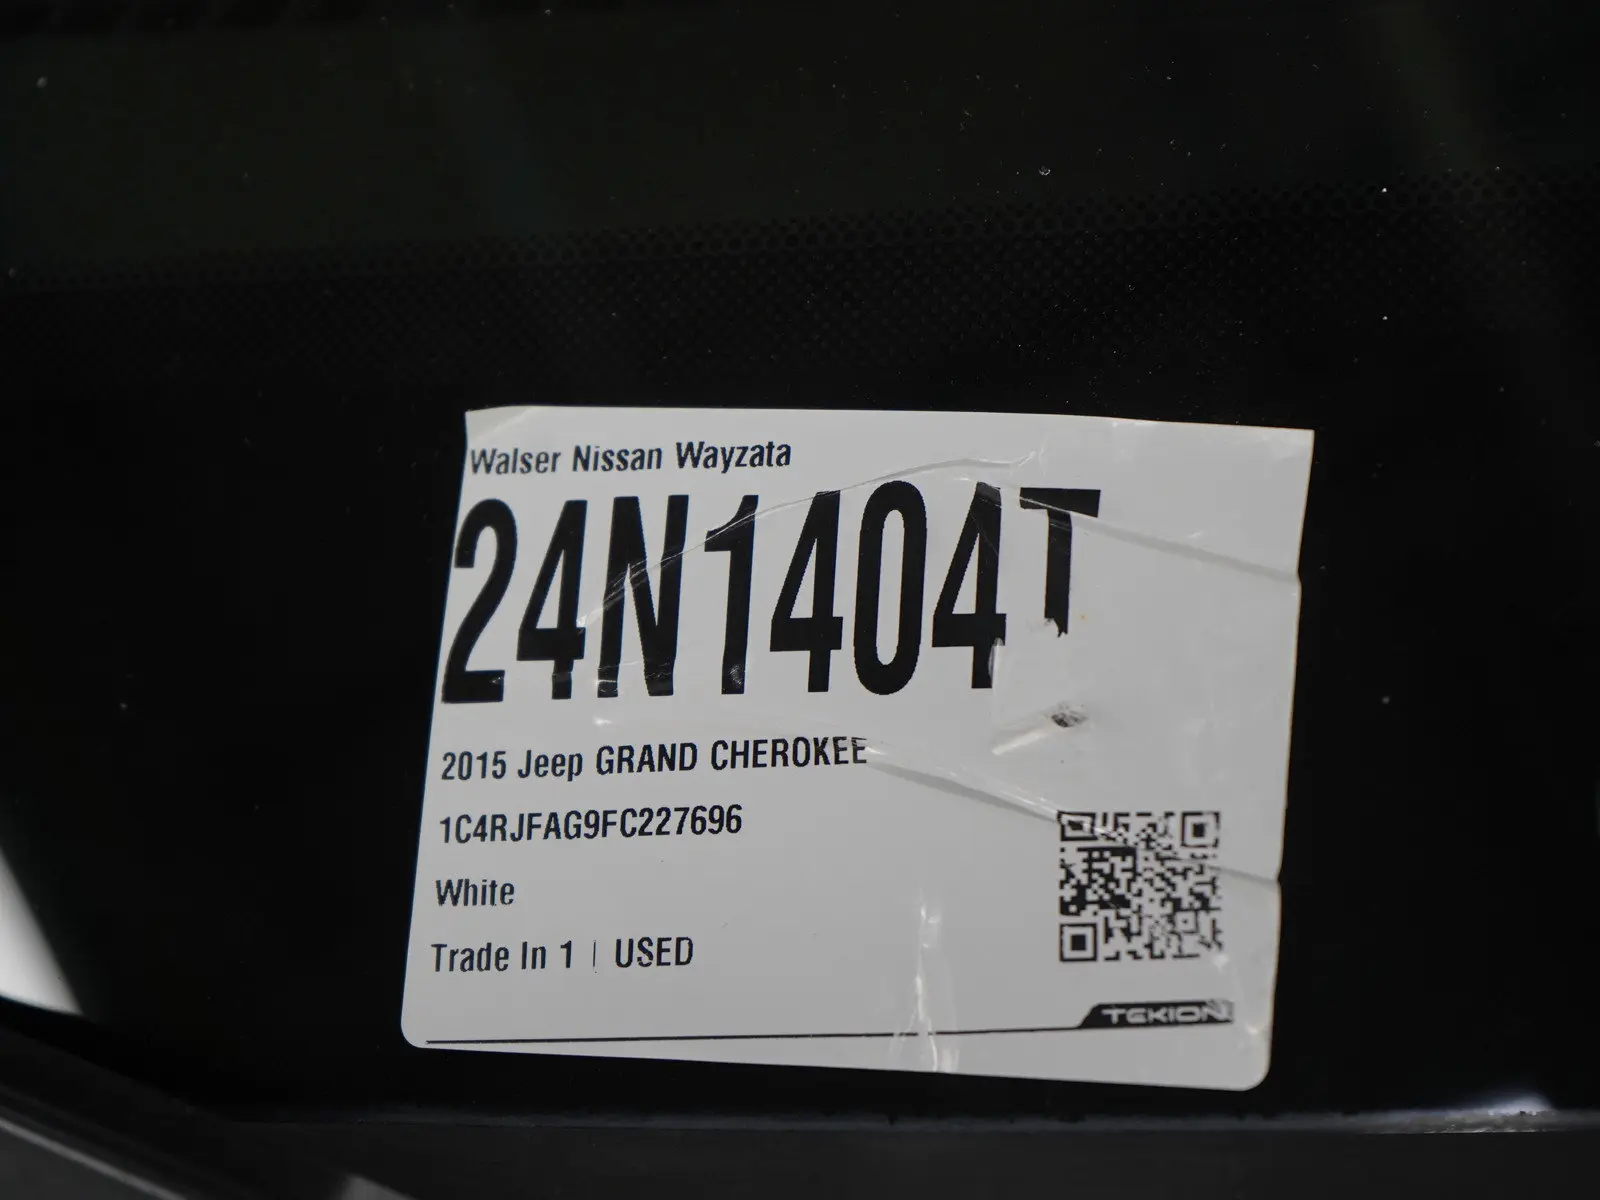 Walser Nissan Wayzata
24N1404T
2015 Jeep GRAND CHEROKEE
1C4RJFAG9FC227696
White
Trade In 1 | USED
TEKION